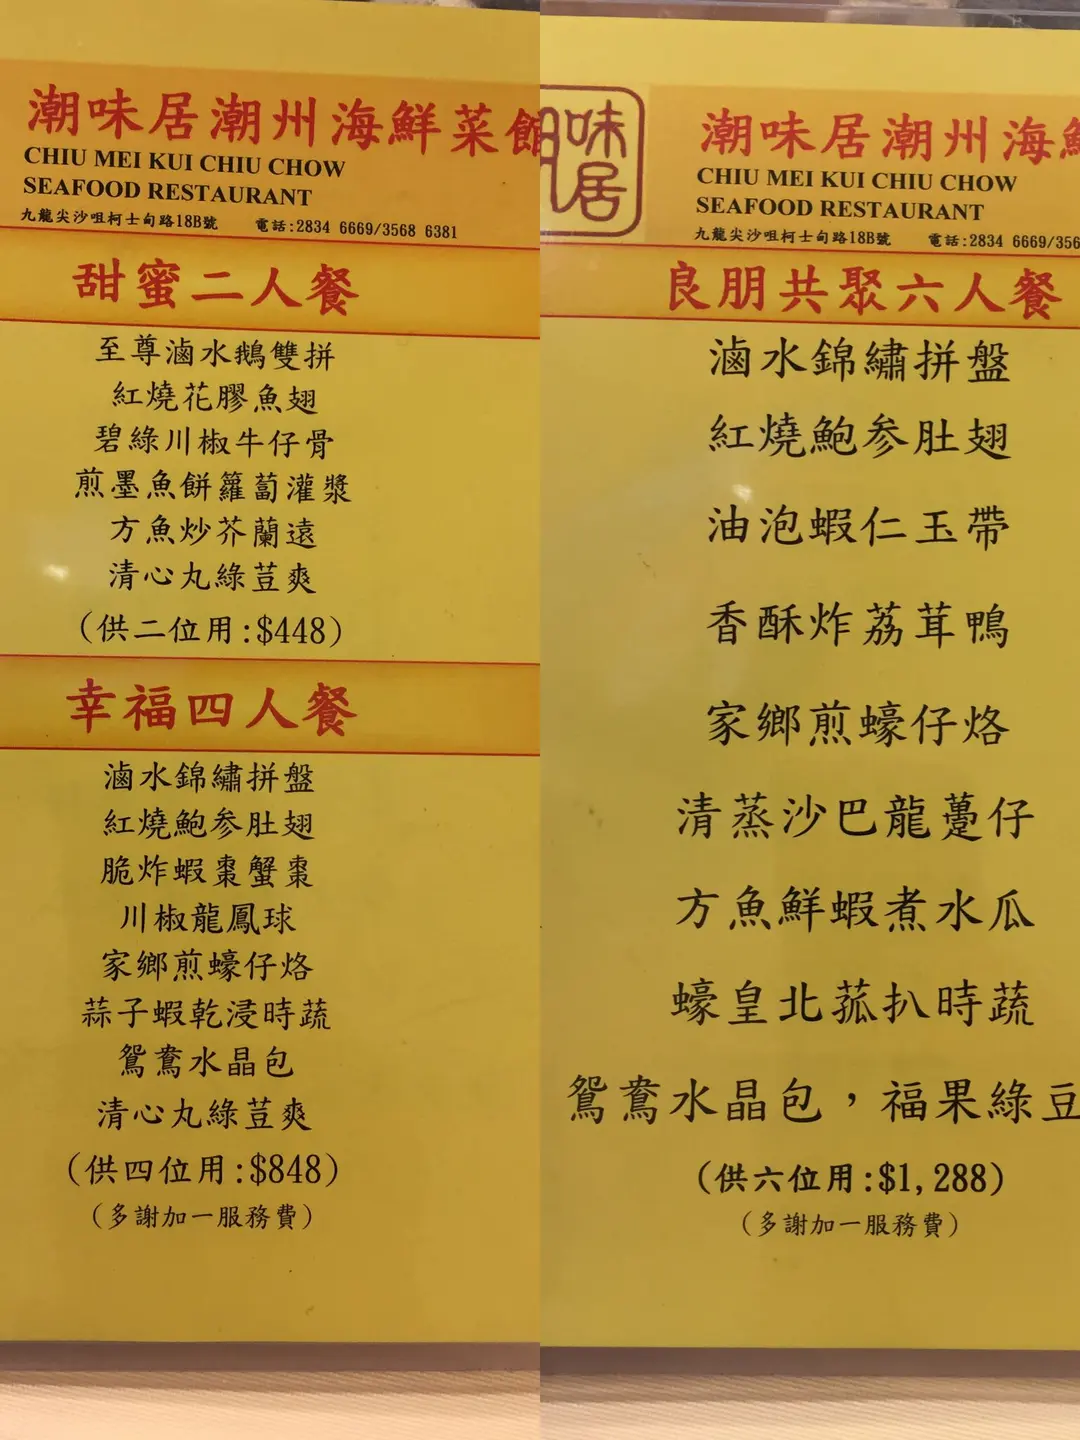 潮味居潮州海鮮菜館
CHIU MEI KUI CHIU CHOW
SEAFOOD RESTAURANT
九龍尖沙咀柯士甸路18B號 電話:2834 6669/3568 6381
甜蜜二人餐
至尊滷水鵝雙拼
紅燒花膠魚翅
碧綠川椒牛仔骨
煎墨魚餅籮蔔灌漿
方魚炒芥蘭遠
清心丸綠荳爽
(供二位用:$448)
幸福四人餐
滷水錦繡拼盤
紅燒鮑参肚翅
脆炸蝦棗蟹棗
川椒龍鳳球
家鄉煎蠔仔烙
蒜子蝦乾浸時蔬
鴛鴦水晶包
清心丸綠荳爽
(供四位用:$848)
(多謝加一服務費)
味居
潮味居潮州海鮮
CHIU MEI KUI CHIU CHOW
SEAFOOD RESTAURANT
九龍尖沙咀柯士甸路18B號 電話:2834 6669/356
良朋共聚六人餐
滷水錦繡拼盤
紅燒鮑参肚翅
油泡蝦仁玉帶
香酥炸荔茸鴨
家鄉煎蠔仔烙
清蒸沙巴龍躉仔
方魚鮮蝦煮水瓜
蠔皇北菰扒時蔬
鴛鴦水晶包，福果綠豆
(供六位用:$1,288)
(多謝加一服務費)